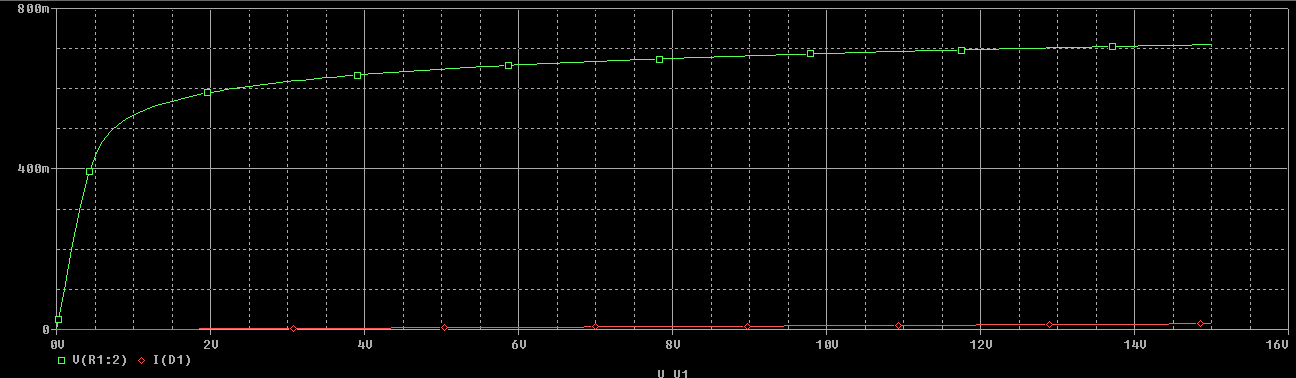 800m
400m
0
0V 2V 4V 6V 8V 10V 12V 14V 16V
V(R1:2) I(D1)
V_V1